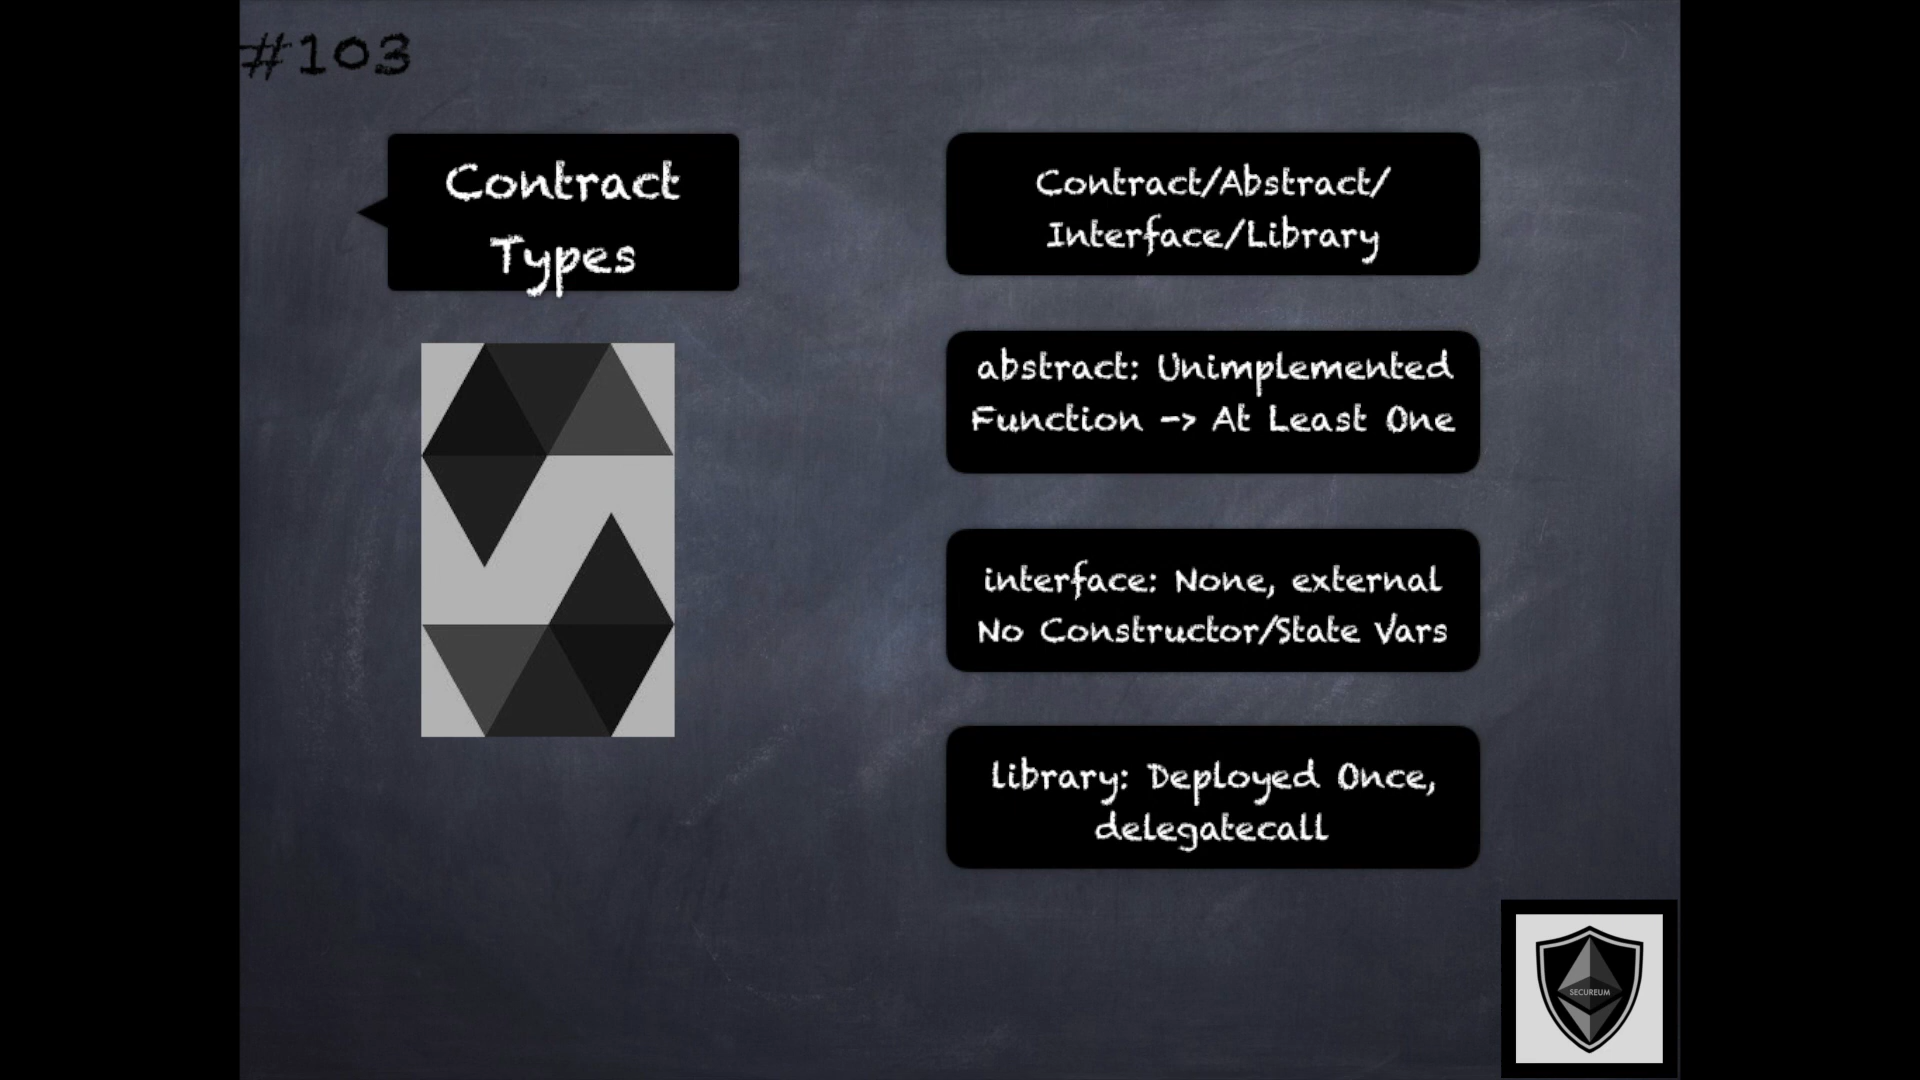 #103
Contract
Types
Contract/Abstract/
Interface/Library
abstract: Unimplemented
Function -> At Least One
interface: None, external
No Constructor/State Vars
library: Deployed Once,
delegatecall
SECUREUM